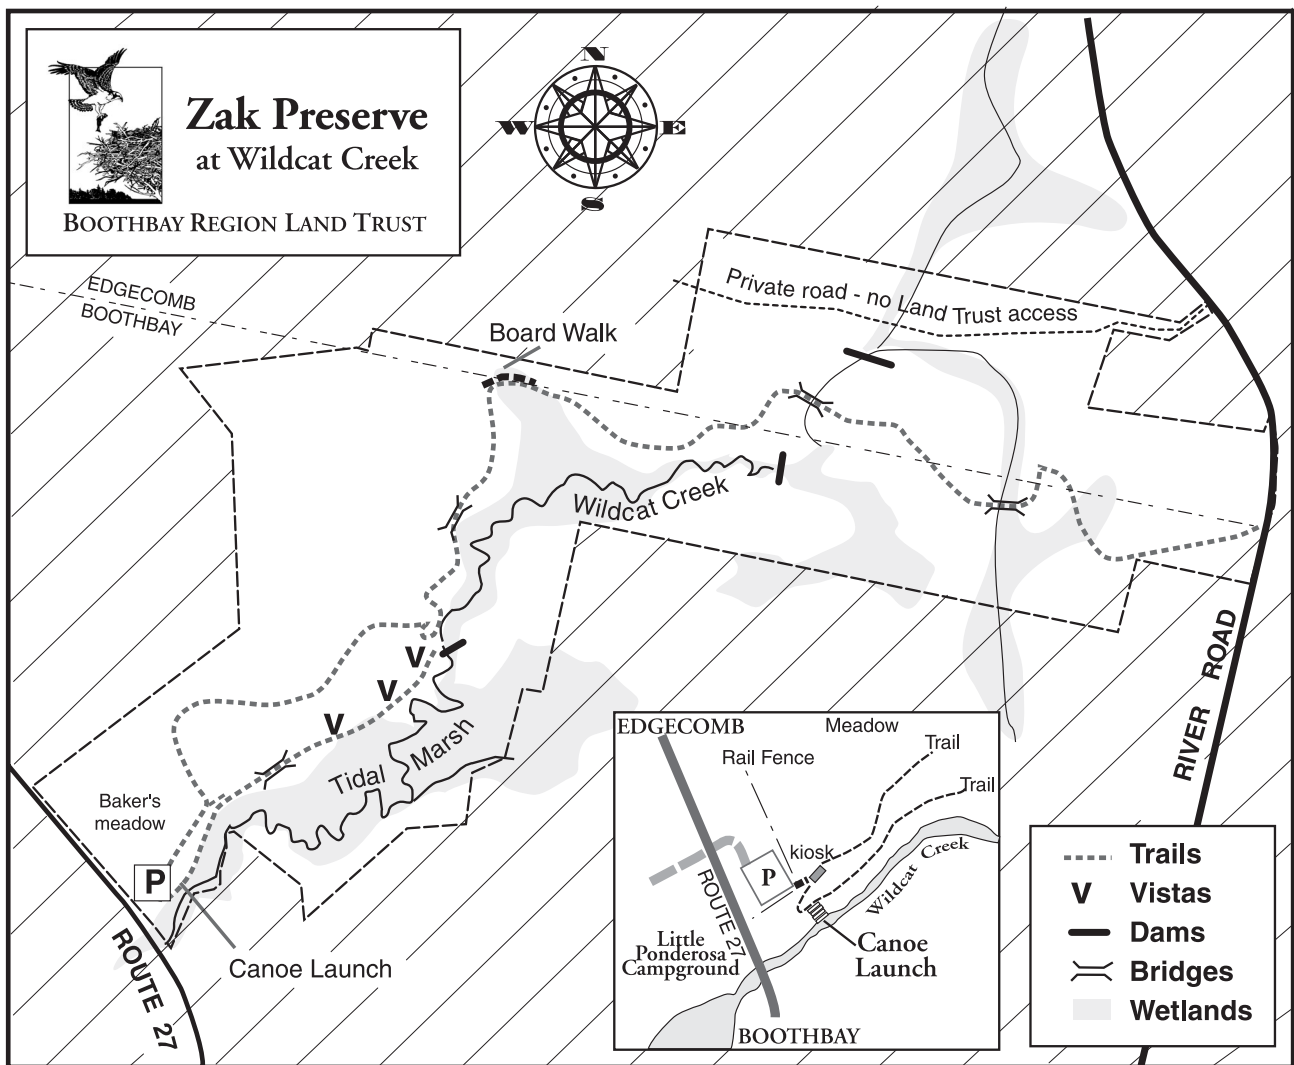 Zak Preserve
at Wildcat Creek
BOOTHBAY REGION LAND TRUST
N
W
E
S
EDGECOMB
BOOTHBAY
Board Walk
Private road - no Land Trust access
Wildcat Creek
V
V
V
Tidal Marsh
Baker's
meadow
P
Canoe Launch
ROUTE 27
RIVER ROAD
EDGECOMB
Meadow
Rail Fence
Trail
Trail
kiosk
P
Wildcat Creek
ROUTE 27
Little
Ponderosa
Campground
Canoe
Launch
BOOTHBAY
Trails
V Vistas
Dams
Bridges
Wetlands